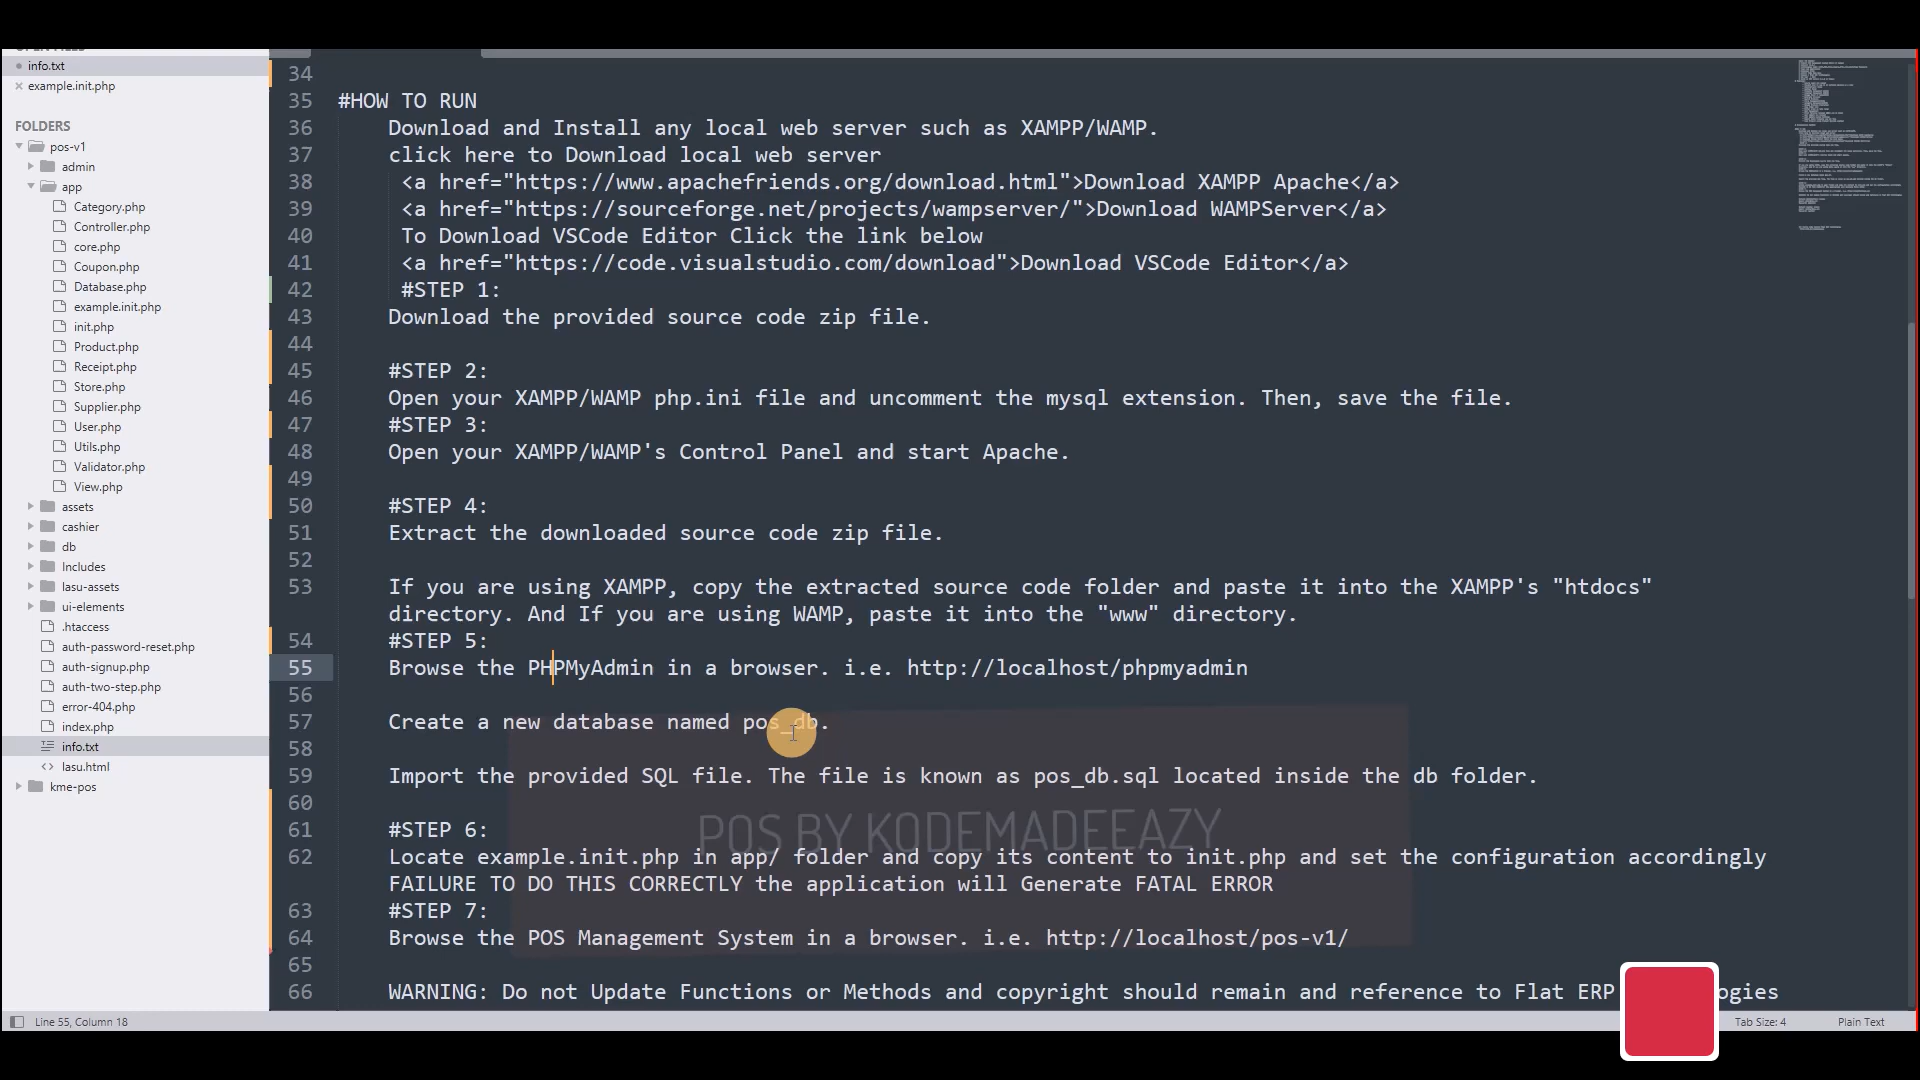 info.txt
example.init.php
FOLDERS
pos-v1
admin
app
Category.php
Controller.php
core.php
Coupon.php
Database.php
example.init.php
init.php
Product.php
Receipt.php
Store.php
Supplier.php
User.php
Utils.php
Validator.php
View.php
assets
cashier
db
Includes
lasu-assets
ui-elements
.htaccess
auth-password-reset.php
auth-signup.php
auth-two-step.php
error-404.php
index.php
info.txt
lasu.html
kme-pos
34
35 #HOW TO RUN
36 Download and Install any local web server such as XAMPP/WAMP.
37 click here to Download local web server
38 <a href="https://www.apachefriends.org/download.html">Download XAMPP Apache</a>
39 <a href="https://sourceforge.net/projects/wampserver/">Download WAMPServer</a>
40 To Download VSCode Editor Click the link below
41 <a href="https://code.visualstudio.com/download">Download VSCode Editor</a>
42 #STEP 1:
43 Download the provided source code zip file.
44
45 #STEP 2:
46 Open your XAMPP/WAMP php.ini file and uncomment the mysql extension. Then, save the file.
47 #STEP 3:
48 Open your XAMPP/WAMP's Control Panel and start Apache.
49
50 #STEP 4:
51 Extract the downloaded source code zip file.
52
53 If you are using XAMPP, copy the extracted source code folder and paste it into the XAMPP's "htdocs"
directory. And If you are using WAMP, paste it into the "www" directory.
54 #STEP 5:
55 Browse the PHPMyAdmin in a browser. i.e. http://localhost/phpmyadmin
56
57 Create a new database named pos_db.
58
59 Import the provided SQL file. The file is known as pos_db.sql located inside the db folder.
60
61 #STEP 6:
POS BY KODEMADEEAZY
62 Locate example.init.php in app/ folder and copy its content to init.php and set the configuration accordingly
FAILURE TO DO THIS CORRECTLY the application will Generate FATAL ERROR
63 #STEP 7:
64 Browse the POS Management System in a browser. i.e. http://localhost/pos-v1/
65
66 WARNING: Do not Update Functions or Methods and copyright should remain and reference to Flat ERP
Line 55, Column 18
Tab Size: 4
Plain Text